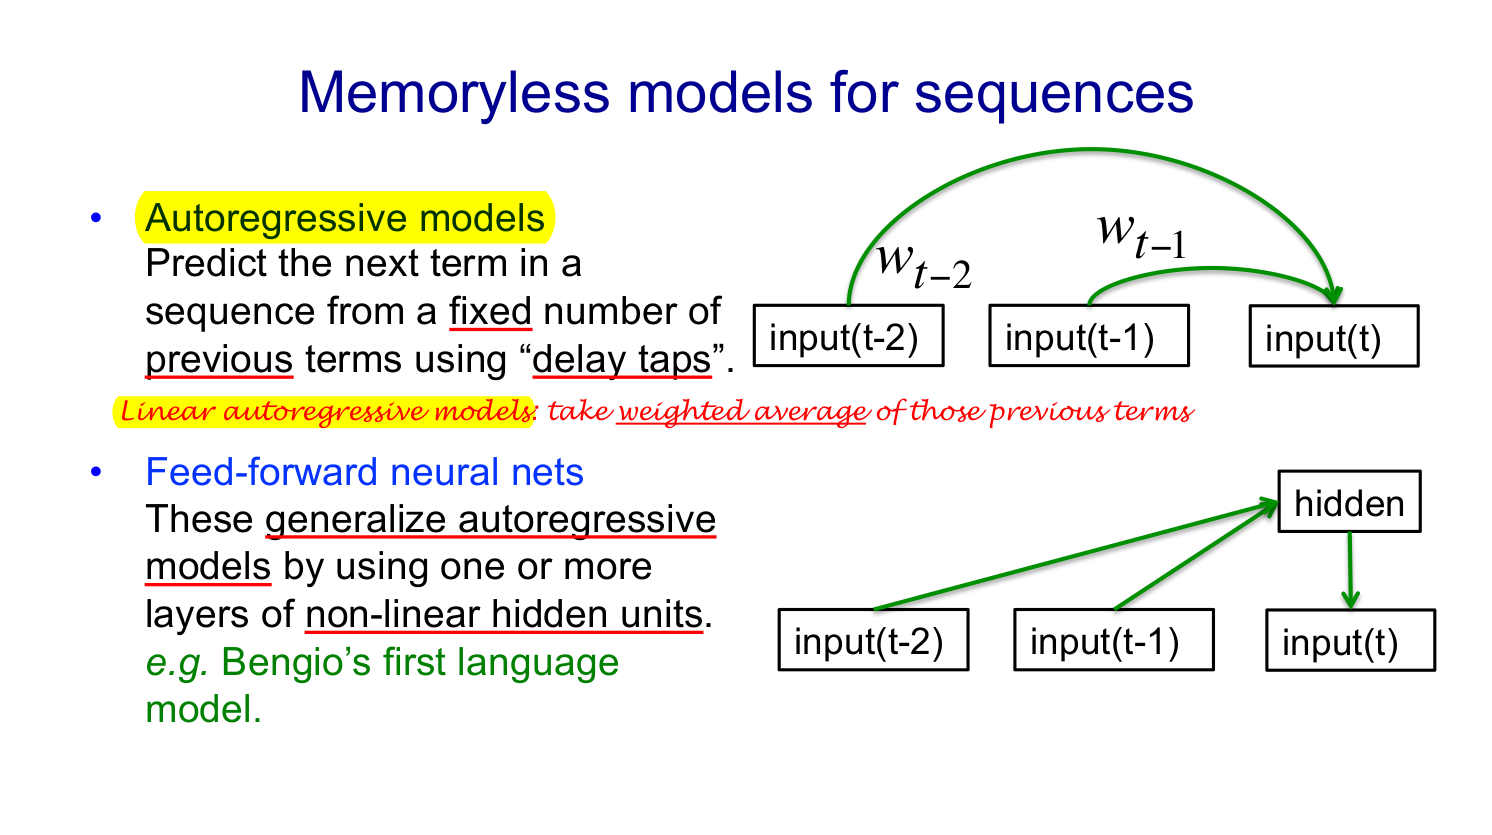 Memoryless models for sequences
• Autoregressive models
Predict the next term in a
sequence from a fixed number of
previous terms using “delay taps”.
w_{t−2}
w_{t−1}
input(t-2)
input(t-1)
input(t)
Linear autoregressive models: take weighted average of those previous terms
• Feed-forward neural nets
These generalize autoregressive
models by using one or more
layers of non-linear hidden units.
e.g. Bengio’s first language
model.
hidden
input(t-2)
input(t-1)
input(t)